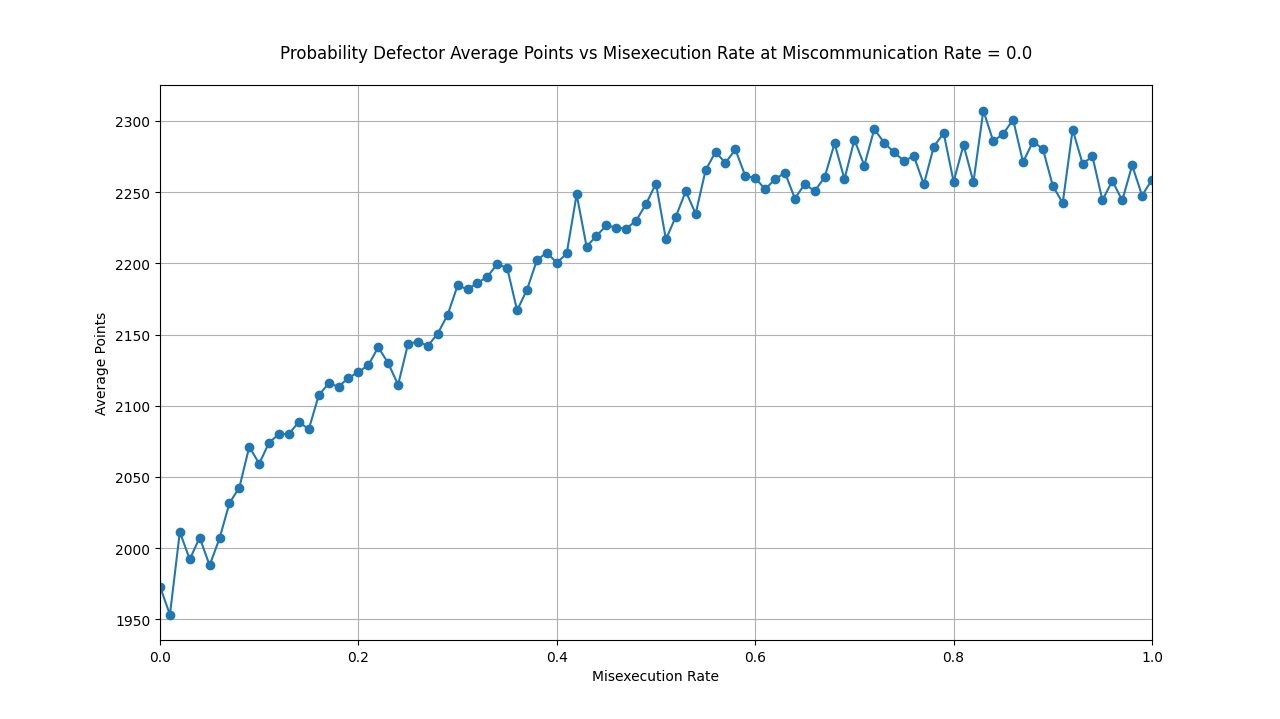 Probability Defector Average Points vs Misexecution Rate at Miscommunication Rate = 0.0
2300
2250
2200
2150
2100
2050
2000
1950
Average Points
0.0 0.2 0.4 0.6 0.8 1.0
Misexecution Rate